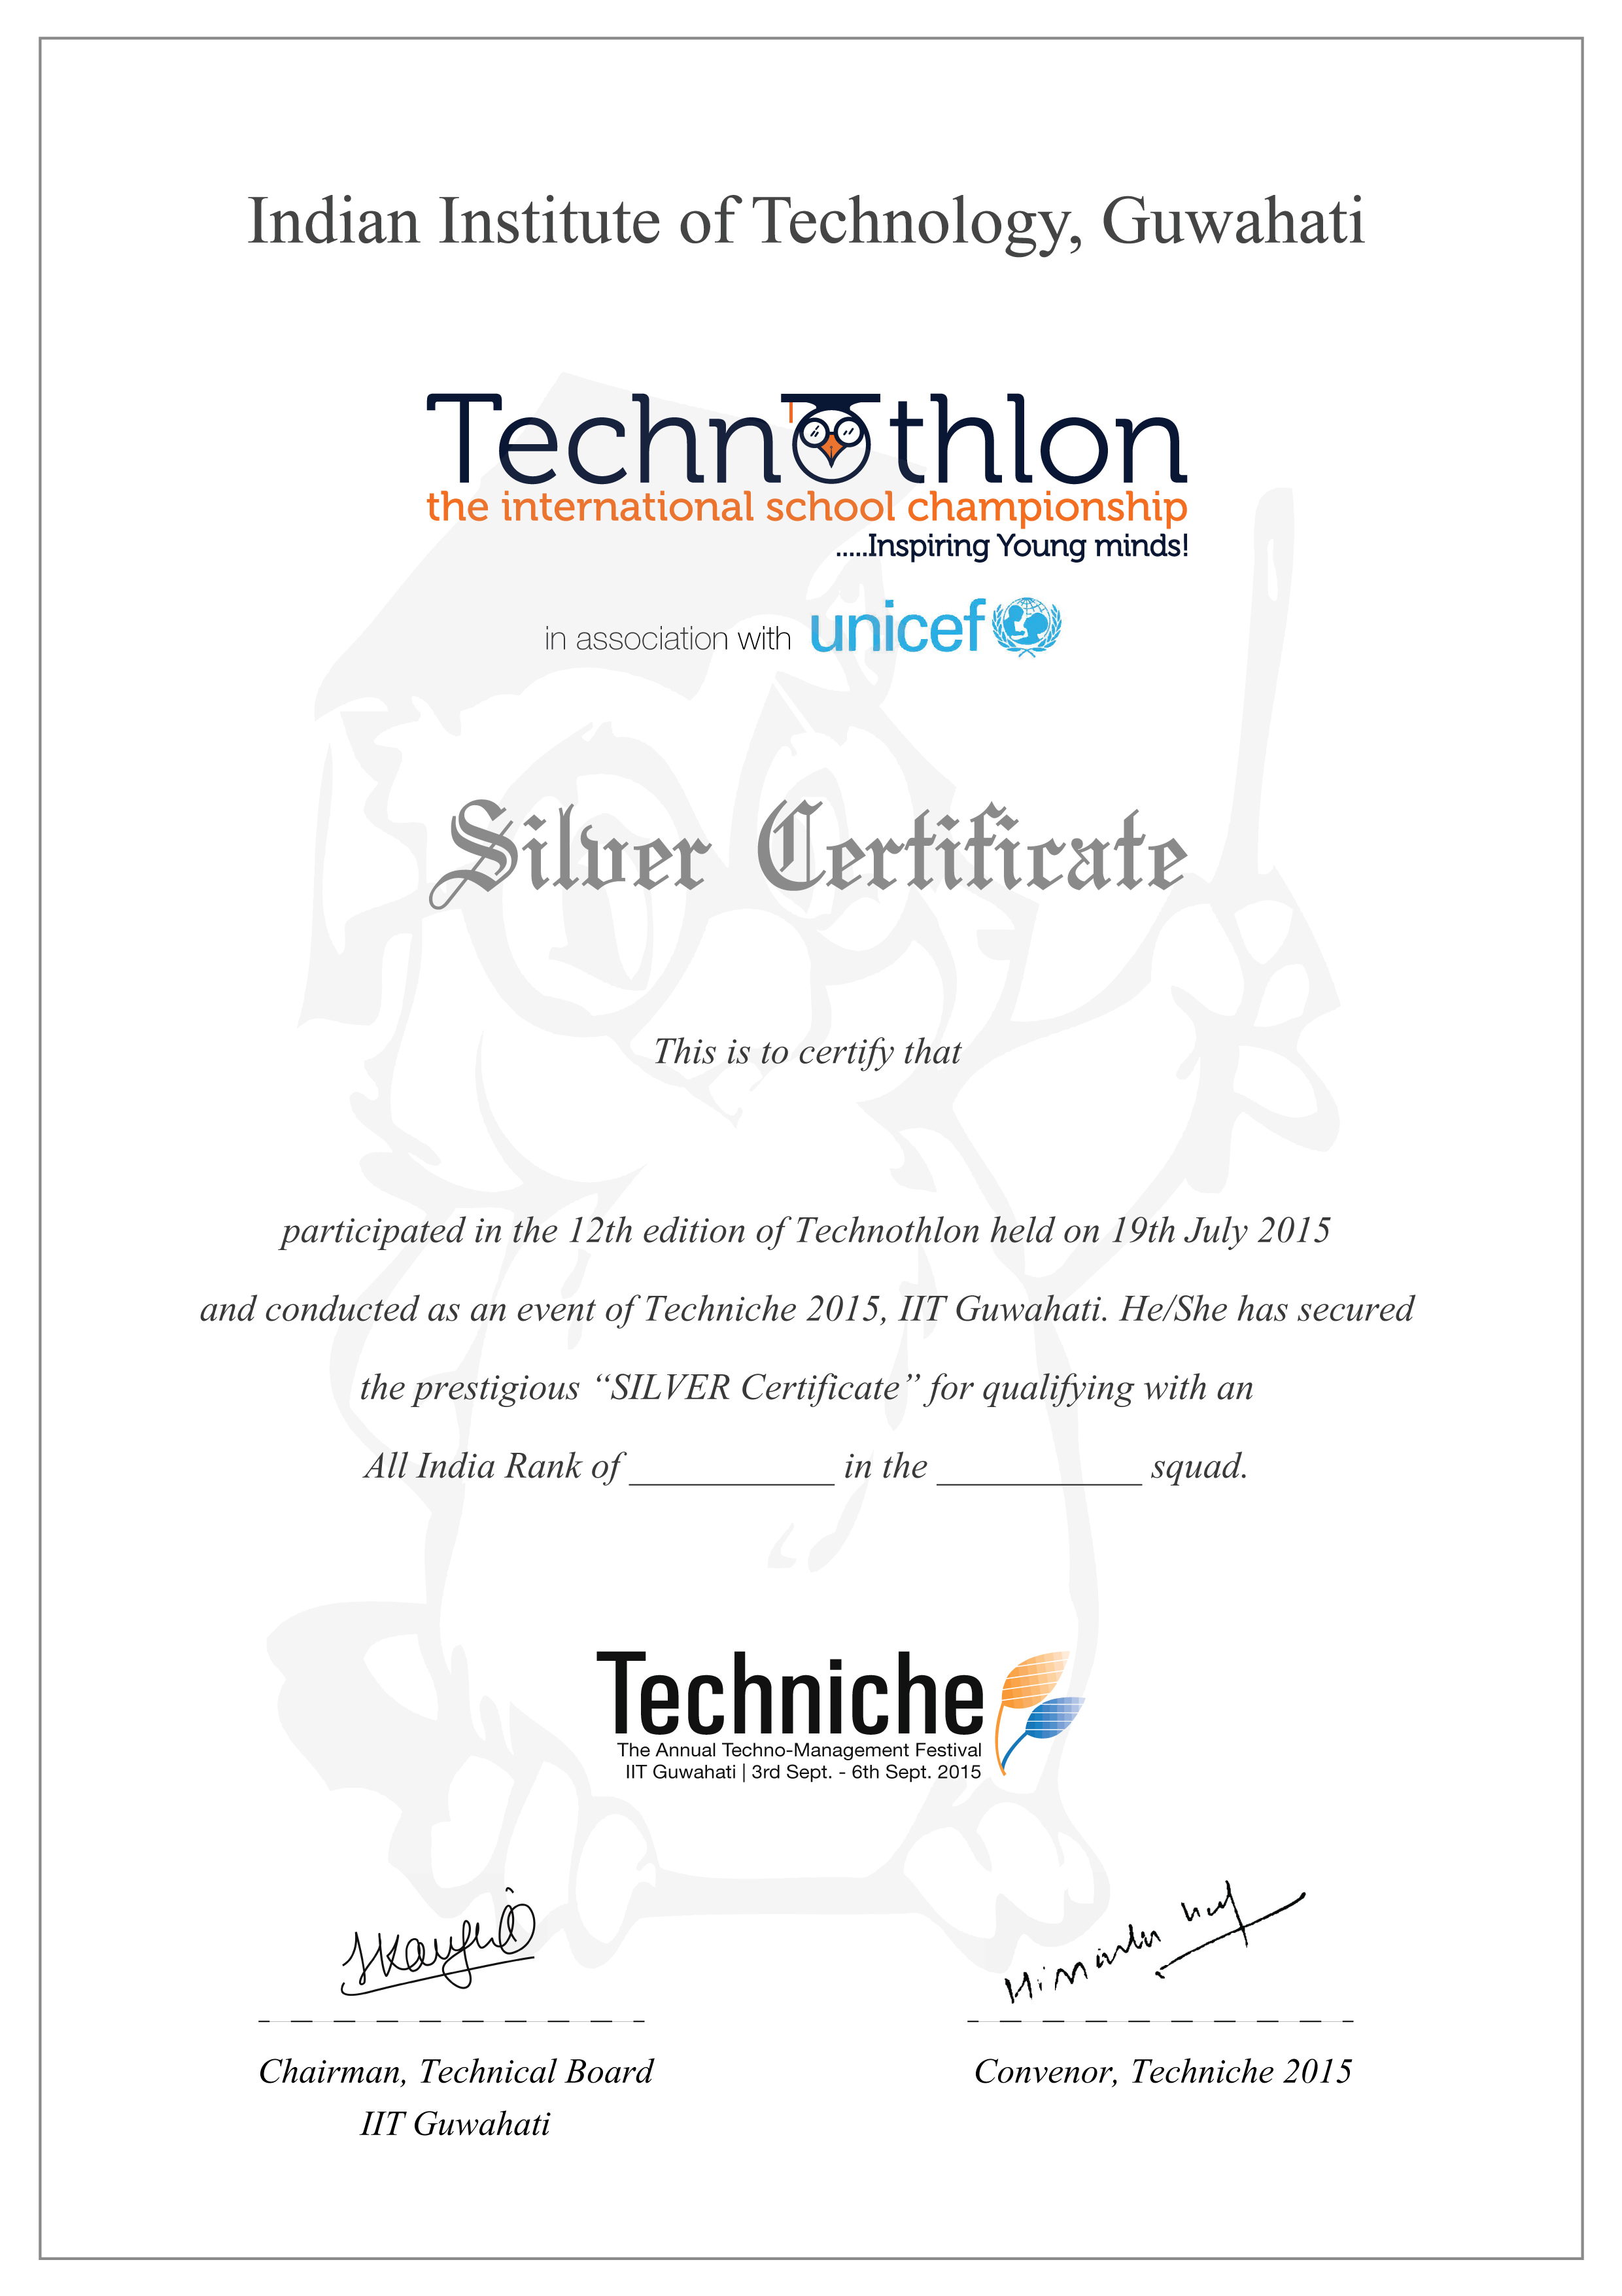 Indian Institute of Technology, Guwahati
Technothlon
the international school championship
.....Inspiring Young minds!
in association with unicef
Silver Certificate
This is to certify that
participated in the 12th edition of Technothlon held on 19th July 2015
and conducted as an event of Techniche 2015, IIT Guwahati. He/She has secured
the prestigious “SILVER Certificate” for qualifying with an
All India Rank of ___________ in the ___________ squad.
Techniche
The Annual Techno-Management Festival
IIT Guwahati | 3rd Sept. - 6th Sept. 2015
Chairman, Technical Board
IIT Guwahati
Convenor, Techniche 2015